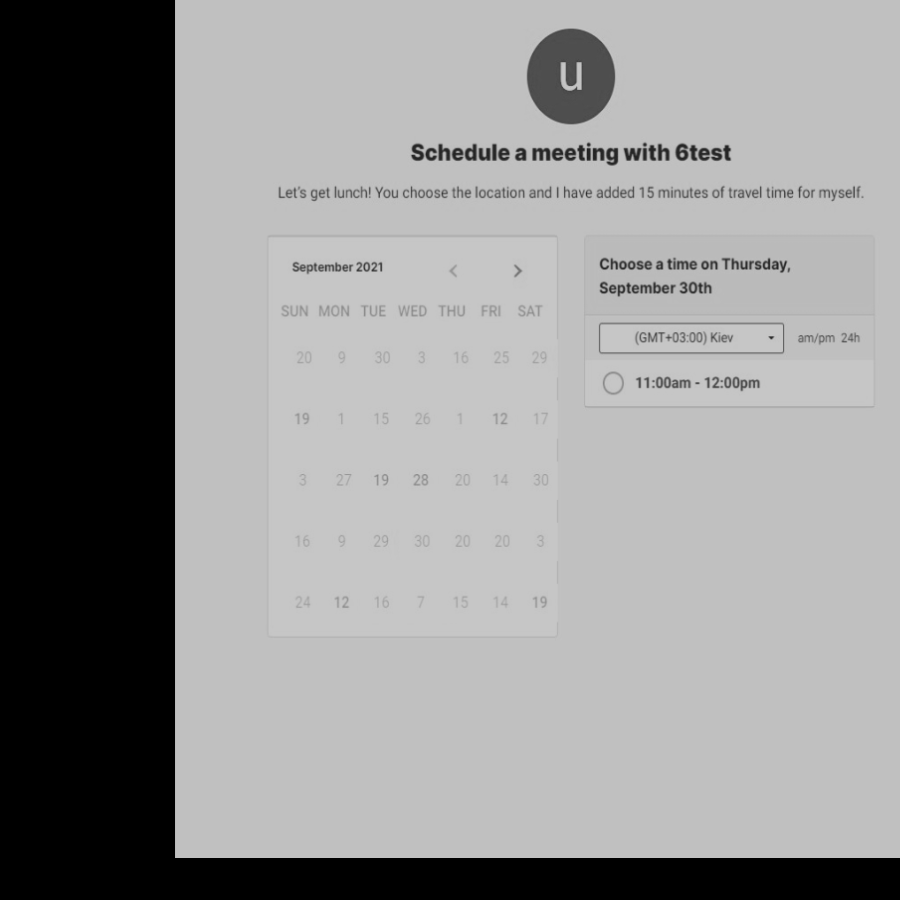 u
Schedule a meeting with 6test
Let's get lunch! You choose the location and I have added 15 minutes of travel time for myself.
September 2021
SUN MON TUE WED THU FRI SAT
20 9 30 3 16 25 29
19 1 15 26 1 12 17
3 27 19 28 20 14 30
16 9 29 30 20 20 3
24 12 16 7 15 14 19
Choose a time on Thursday,
September 30th
(GMT+03:00) Kiev am/pm 24h
11:00am - 12:00pm